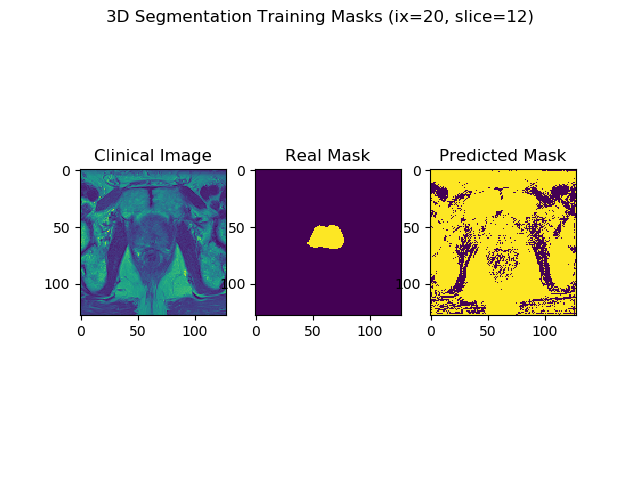 3D Segmentation Training Masks (ix=20, slice=12)
Clinical Image Real Mask Predicted Mask
0 0 0
50 50 50
100 100 100
0 50 100 0 50 100 0 50 100